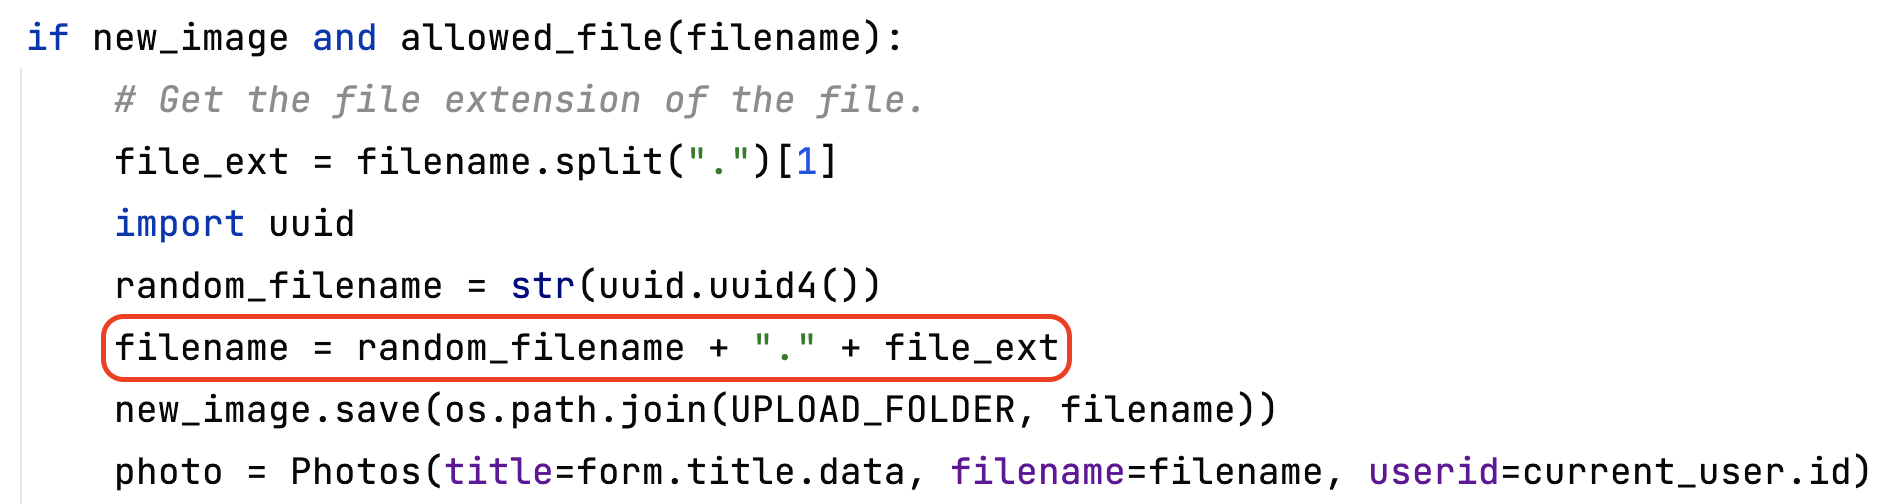 if new_image and allowed_file(filename):
    # Get the file extension of the file.
    file_ext = filename.split(".")[1]
    import uuid
    random_filename = str(uuid.uuid4())
    filename = random_filename + "." + file_ext
    new_image.save(os.path.join(UPLOAD_FOLDER, filename))
    photo = Photos(title=form.title.data, filename=filename, userid=current_user.id)